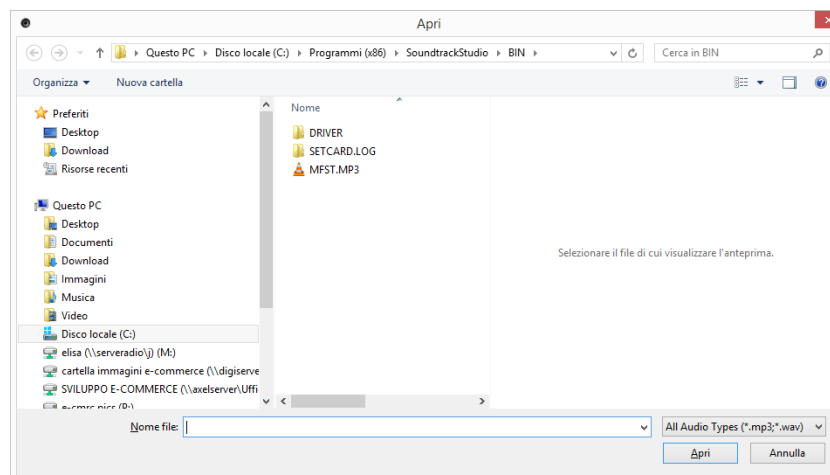 Apri
Questo PC Disco locale (C:) Programmi (x86) SoundtrackStudio BIN
Cerca in BIN
Organizza
Nuova cartella
Preferiti
Desktop
Download
Risorse recenti
Questo PC
Desktop
Documenti
Download
Immagini
Musica
Video
Disco locale (C:)
elisa (\\serveradio\j) (M:)
cartella immagini e-commerce (\\digiserve
SVILUPPO E-COMMERCE (\\axelserver\Uffi
e-cmrc pics (P:)
Nome
DRIVER
SETCARD.LOG
MFST.MP3
Selezionare il file di cui visualizzare l'anteprima.
Nome file:
All Audio Types (*.mp3;*.wav)
Apri
Annulla